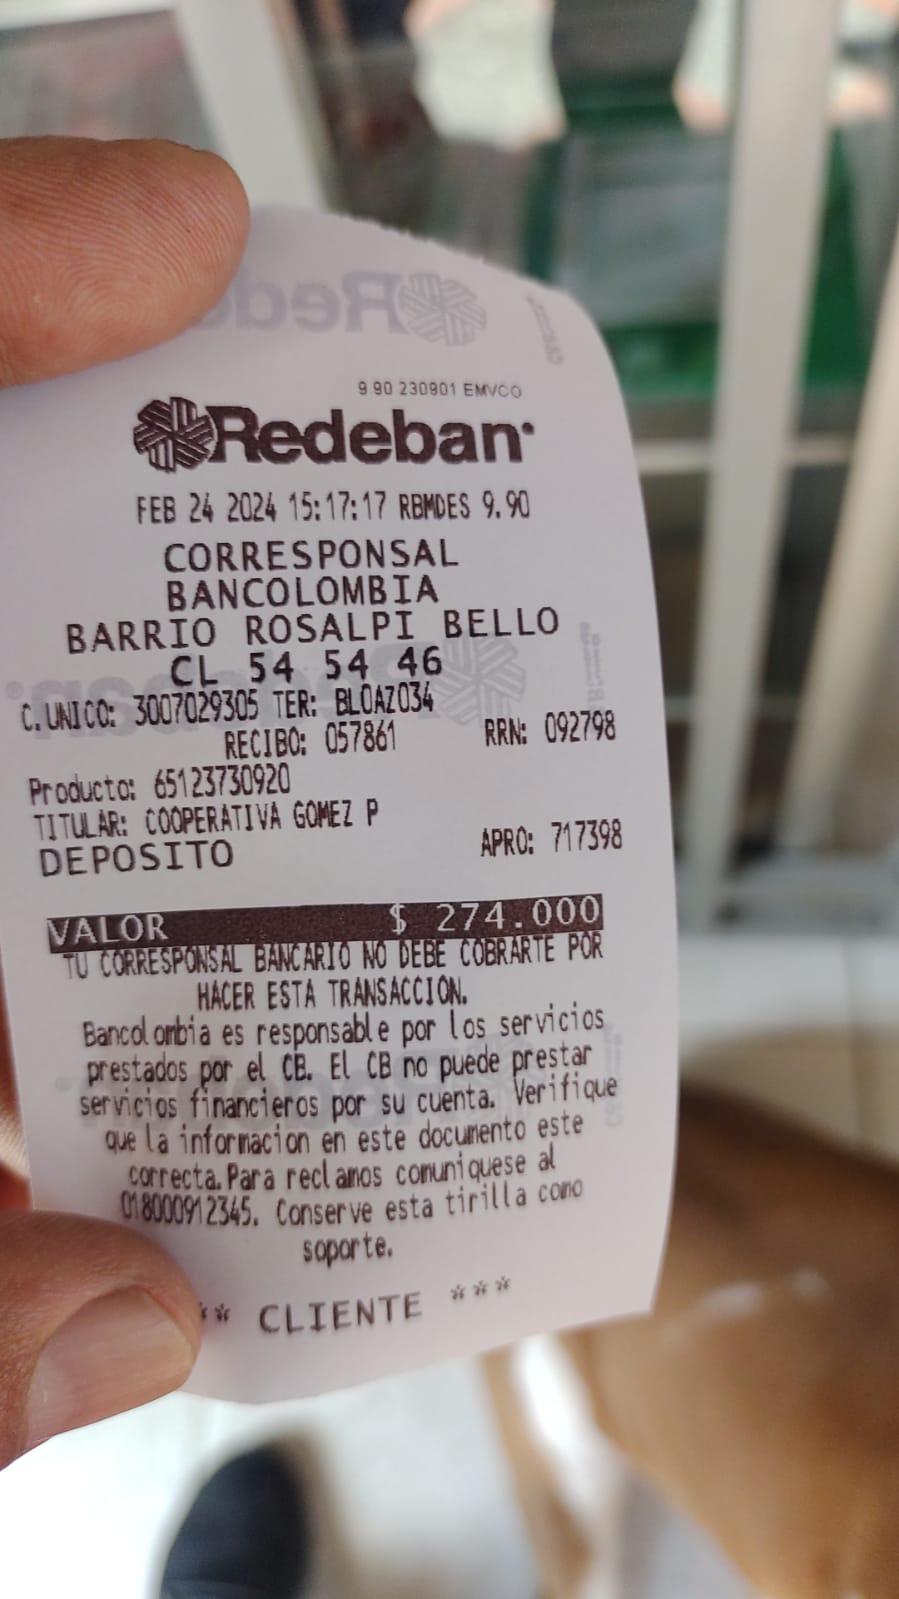 9.90 230901 EMVCO
Redeban
FEB 24 2024 15:17:17 RBMDES 9.90
CORRESPONSAL
BANCOLOMBIA
BARRIO ROSALPI BELLO
CL 54 54 46
C.UNICO: 3007029305 TER: BLOAZ034
RECIBO: 057861 RRN: 092798
Producto: 65123730920
TITULAR: COOPERATIVA GOMEZ P
DEPOSITO APRO: 717398
VALOR $ 274.000
TU CORRESPONSAL BANCARIO NO DEBE COBRARTE POR
HACER ESTA TRANSACCION.
Bancolombia es responsable por los servicios
prestados por el CB. El CB no puede prestar
servicios financieros por su cuenta. Verifique
que la informacion en este documento este
correcta.Para reclamos comuniquese al
018000912345. Conserve esta tirilla como
soporte.
** CLIENTE ***